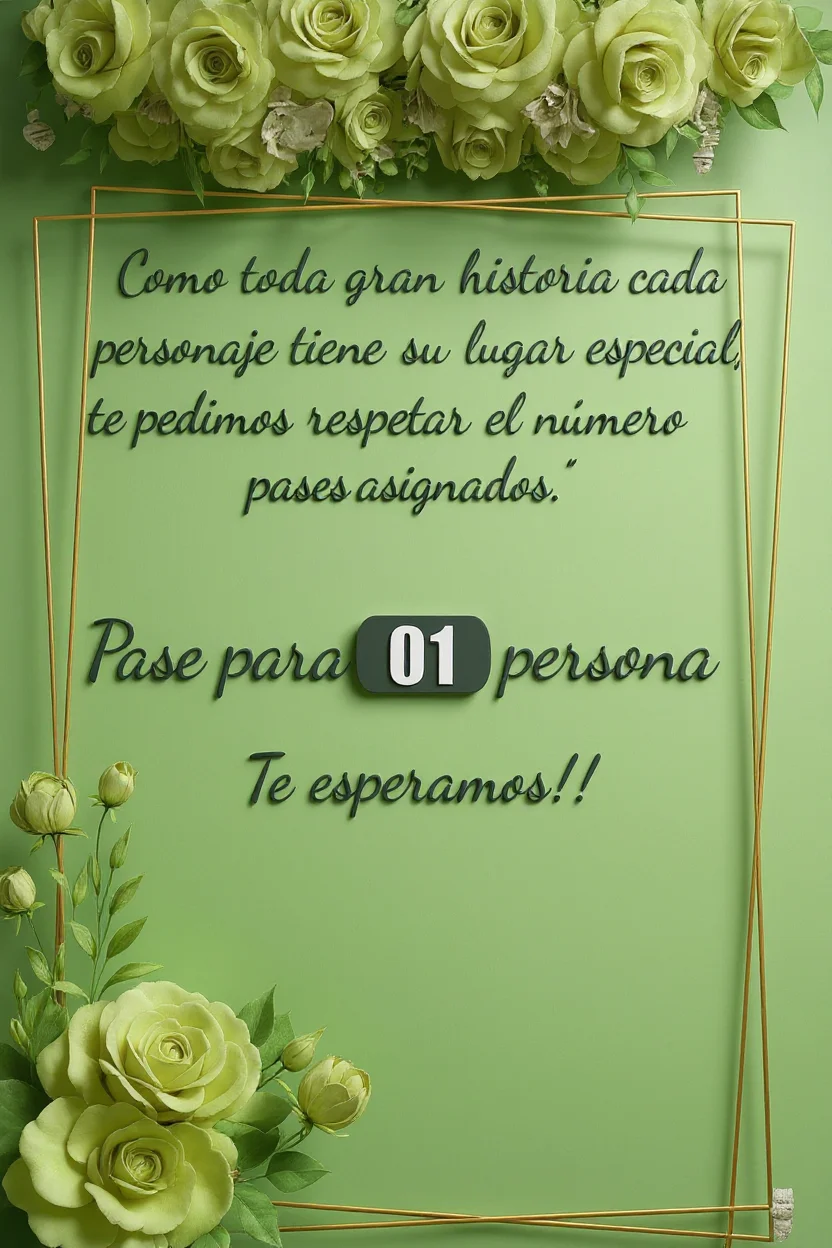 Como toda gran historia cada
personaje tiene su lugar especial,
te pedimos respetar el número
pases asignados."
Pase para 01 persona
Te esperamos!!